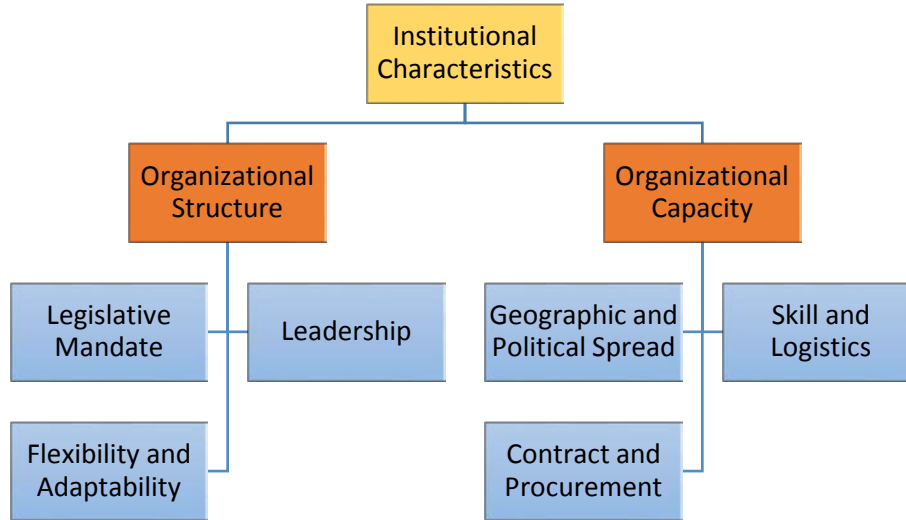 Institutional
Characteristics
Organizational
Structure
Organizational
Capacity
Legislative
Mandate
Leadership
Geographic and
Political Spread
Skill and
Logistics
Flexibility and
Adaptability
Contract and
Procurement